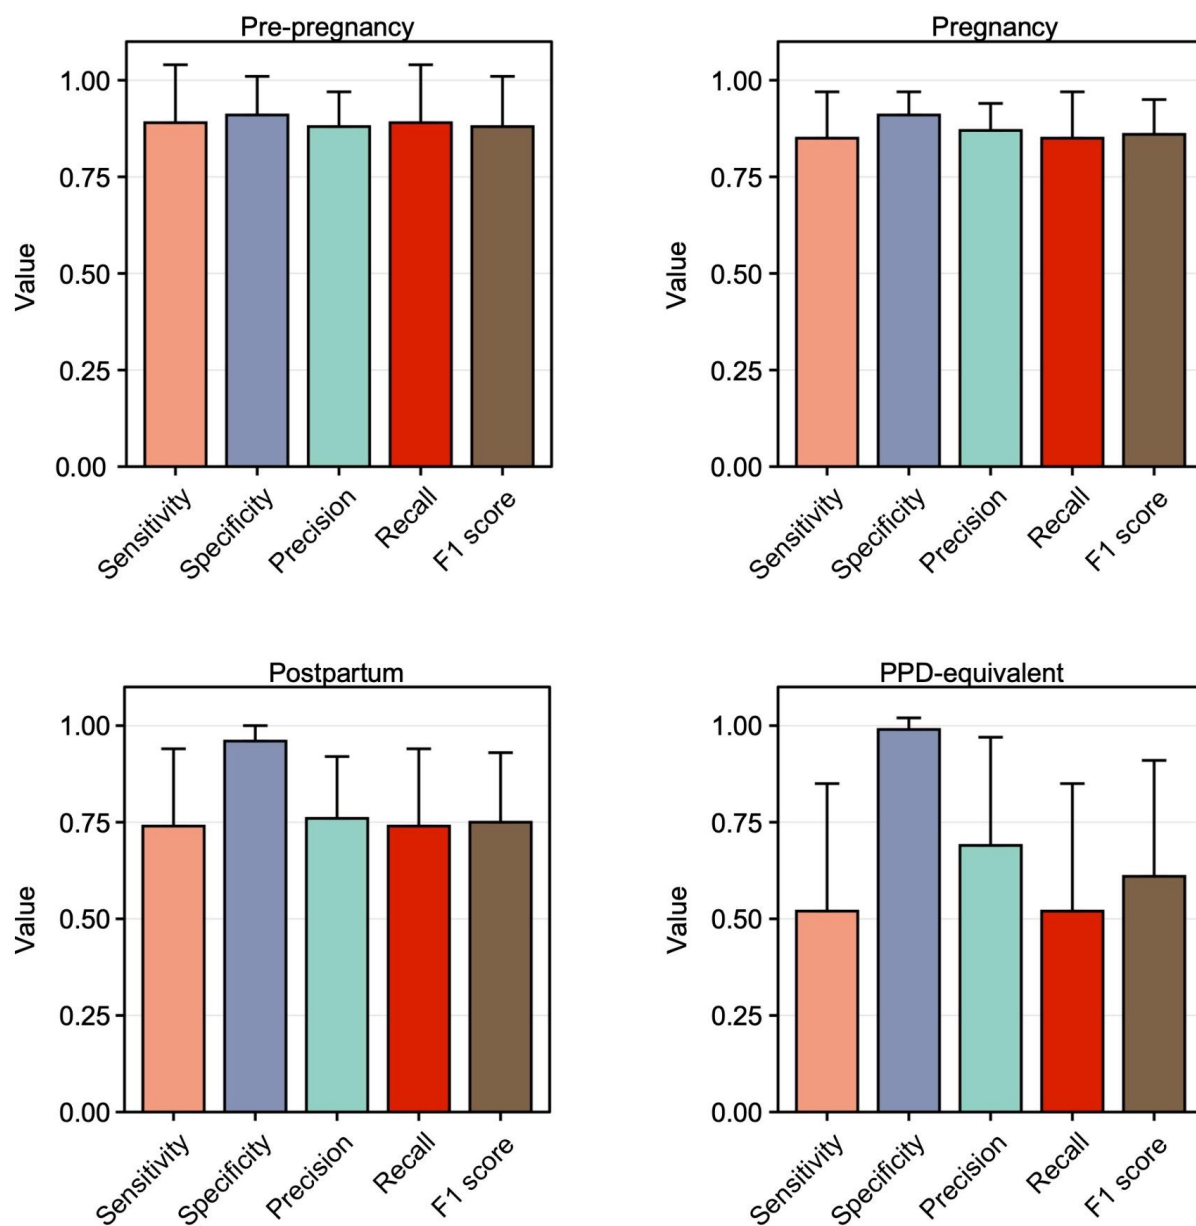 Pre-pregnancy
1.00
0.75
0.50
0.25
0.00
Value
Sensitivity
Specificity
Precision
Recall
F1 score
Pregnancy
1.00
0.75
0.50
0.25
0.00
Value
Sensitivity
Specificity
Precision
Recall
F1 score
Postpartum
1.00
0.75
0.50
0.25
0.00
Value
Sensitivity
Specificity
Precision
Recall
F1 score
PPD-equivalent
1.00
0.75
0.50
0.25
0.00
Value
Sensitivity
Specificity
Precision
Recall
F1 score